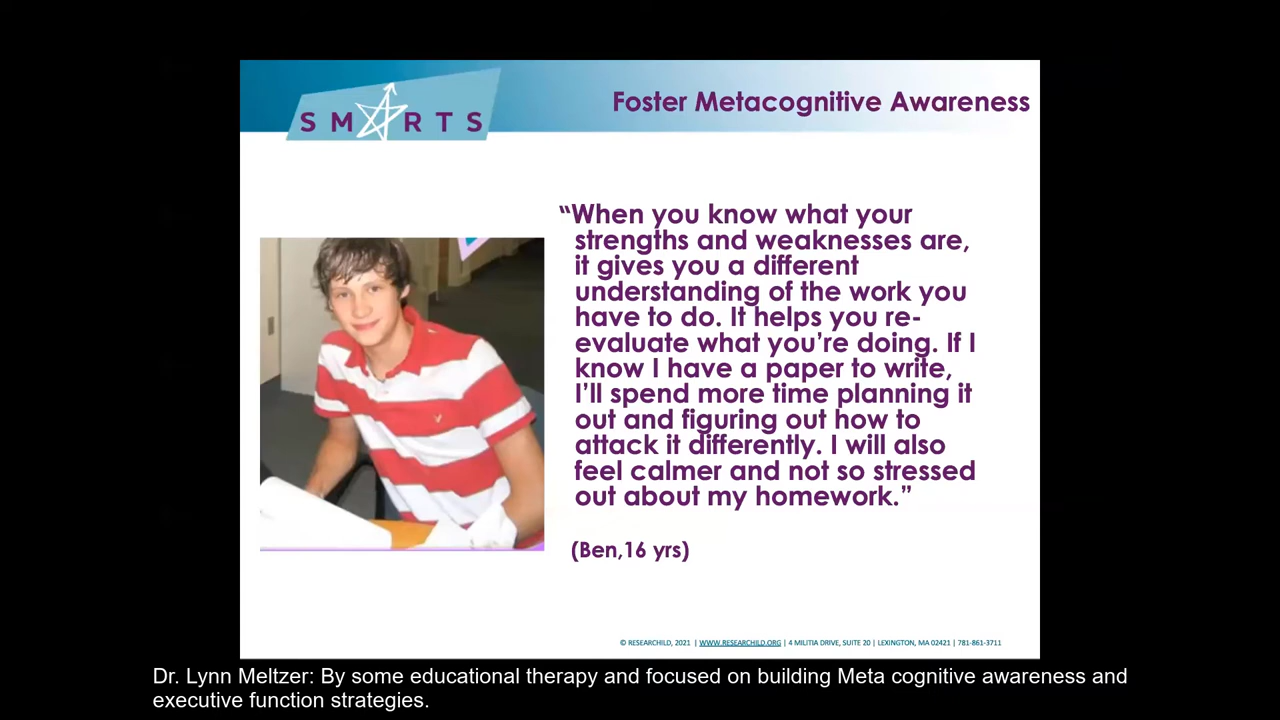 SMARTS
Foster Metacognitive Awareness
“When you know what your
strengths and weaknesses are,
it gives you a different
understanding of the work you
have to do. It helps you re-
evaluate what you’re doing. If I
know I have a paper to write,
I’ll spend more time planning it
out and figuring out how to
attack it differently. I will also
feel calmer and not so stressed
out about my homework.”
(Ben,16 yrs)
© RESEARCHILD, 2021 | WWW.RESEARCHILD.ORG | 4 MILITIA DRIVE, SUITE 20 | LEXINGTON, MA 02421 | 781-861-3711
Dr. Lynn Meltzer: By some educational therapy and focused on building Meta cognitive awareness and
executive function strategies.